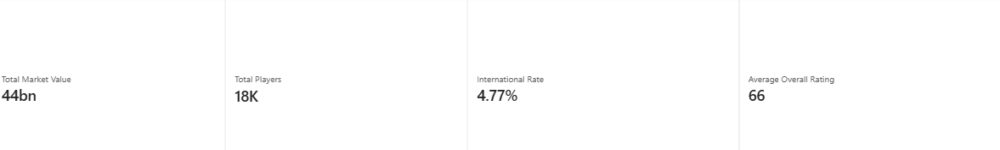 Total Market Value
44bn
Total Players
18K
International Rate
4.77%
Average Overall Rating
66